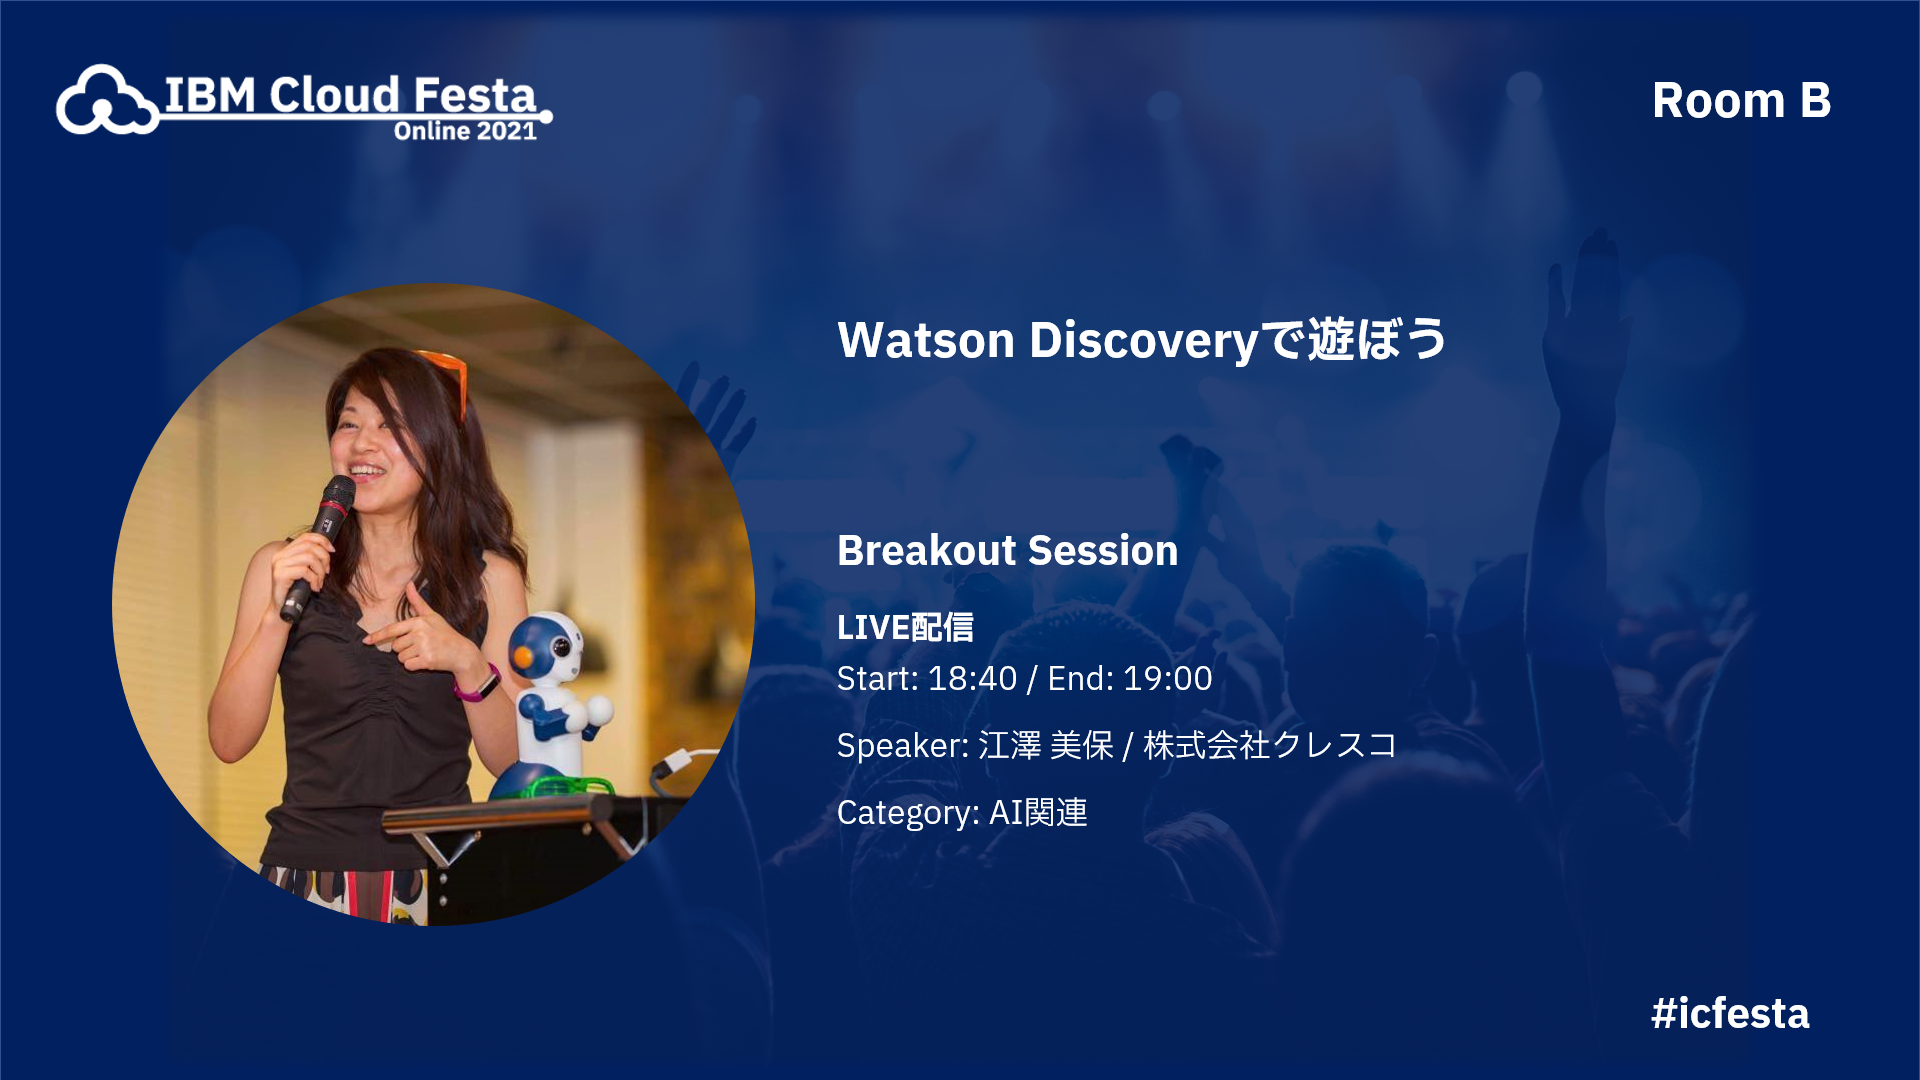 IBM Cloud Festa
Online 2021
Room B
Watson Discoveryで遊ぼう
Breakout Session
LIVE配信
Start: 18:40 / End: 19:00
Speaker: 江澤 美保 / 株式会社クレスコ
Category: AI関連
#icfesta